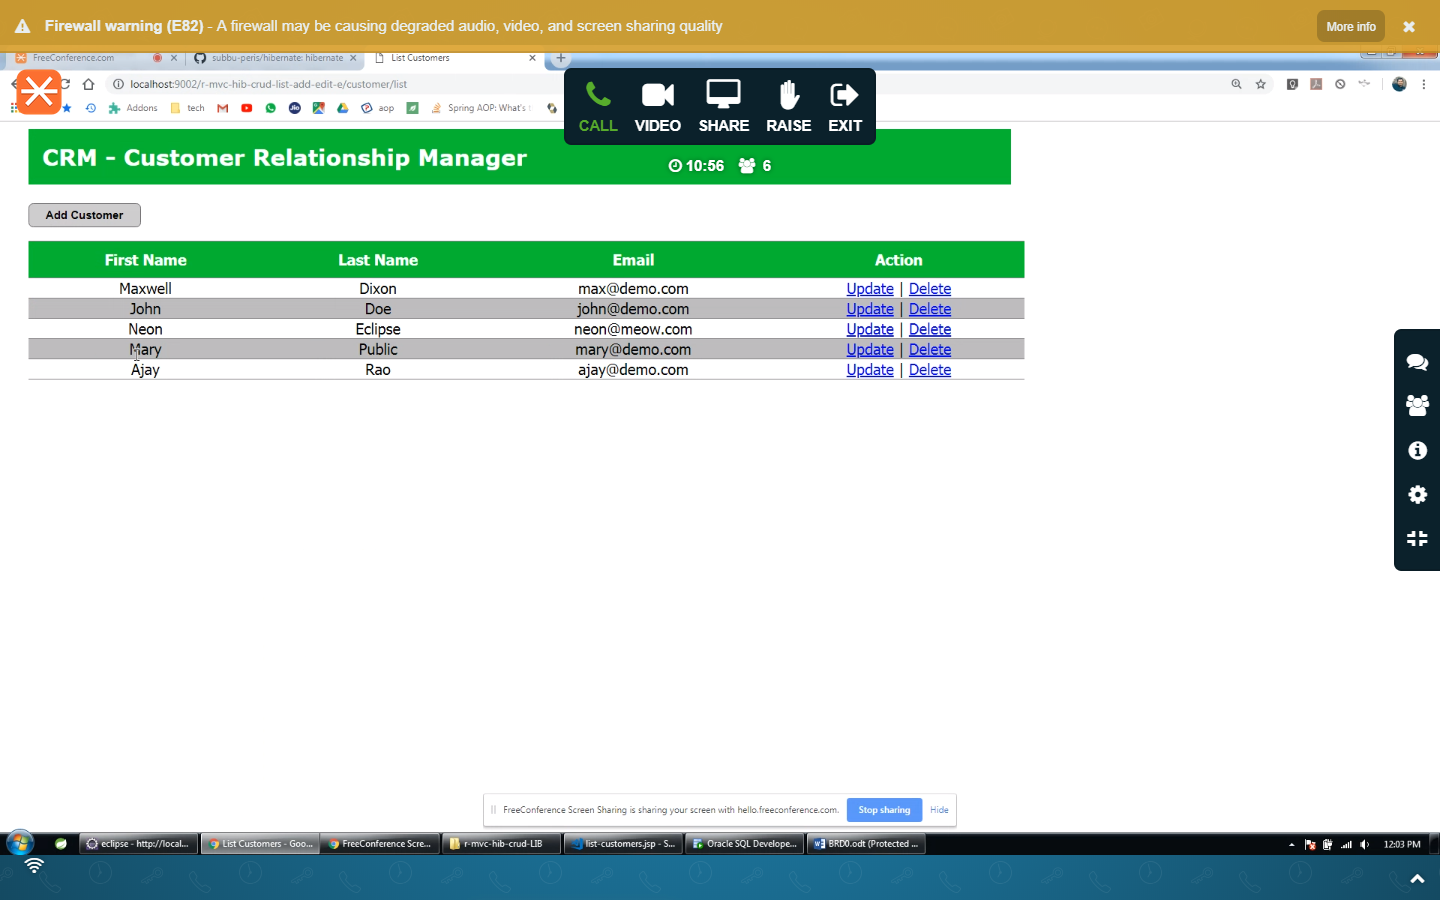 Firewall warning (E82) - A firewall may be causing degraded audio, video, and screen sharing quality
More info
FreeConference.com
subbu-peris/hibernate: hibernate
List Customers
localhost:9002/r-mvc-hib-crud-list-add-edit-e/customer/list
Addons
tech
aop
Spring AOP: What's
CALL
VIDEO
SHARE
RAISE
EXIT
CRM - Customer Relationship Manager
10:56
6
Add Customer
First Name Last Name Email Action
Maxwell Dixon max@demo.com Update | Delete
John Doe john@demo.com Update | Delete
Neon Eclipse neon@meow.com Update | Delete
Mary Public mary@demo.com Update | Delete
Ajay Rao ajay@demo.com Update | Delete
FreeConference Screen Sharing is sharing your screen with hello.freeconference.com.
Stop sharing
Hide
eclipse - http://local...
List Customers - Goo...
FreeConference Scre...
r-mvc-hib-crud-LIB
list-customers.jsp - S...
Oracle SQL Develope...
BRD0.odt (Protected ...
12:03 PM